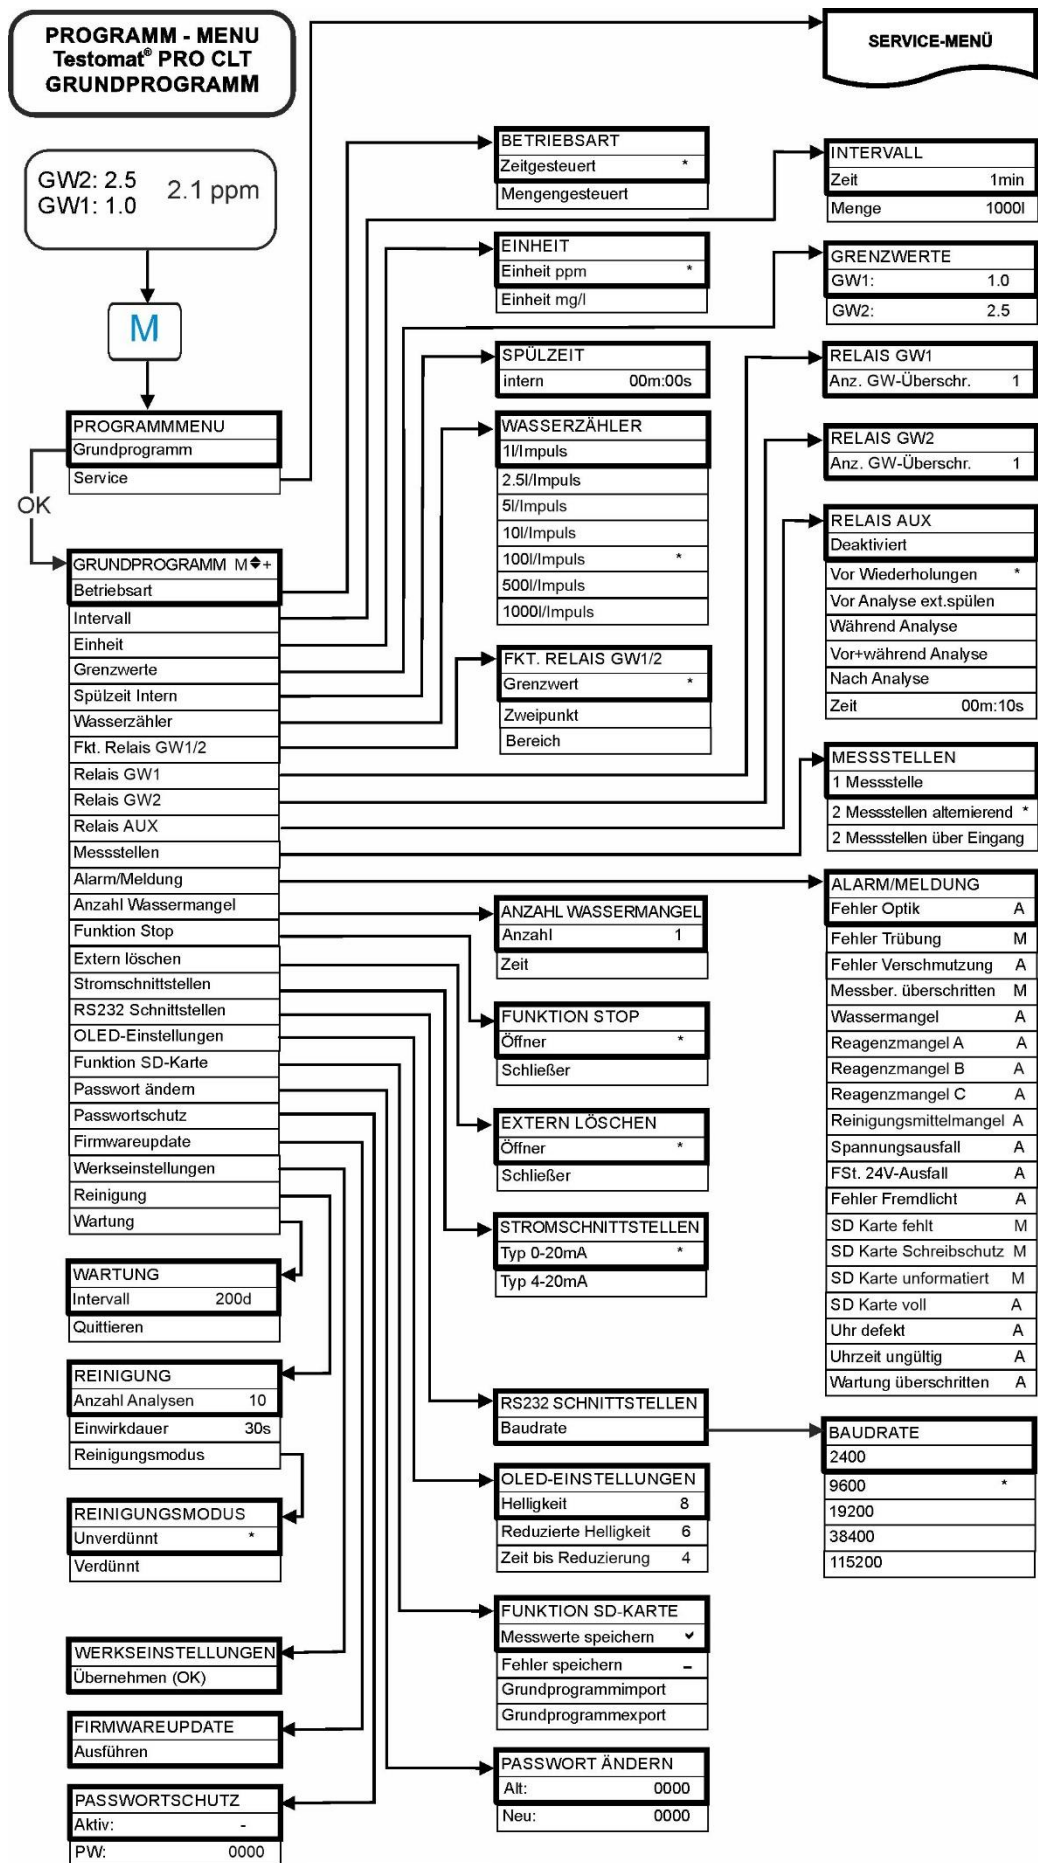 PROGRAMM - MENU
Testomat® PRO CLT
GRUNDPROGRAMM
SERVICE-MENÜ
GW2: 2.5
GW1: 1.0
2.1 ppm
M
PROGRAMMMENU
Grundprogramm
Service
OK
GRUNDPROGRAMM M♦+
Betriebsart
Intervall
Einheit
Grenzwerte
Spülzeit Intern
Wasserzähler
Fkt. Relais GW1/2
Relais GW1
Relais GW2
Relais AUX
Messstellen
Alarm/Meldung
Anzahl Wassermangel
Funktion Stop
Extern löschen
Stromschnittstellen
RS232 Schnittstellen
OLED-Einstellungen
Funktion SD-Karte
Passwort ändern
Passwortschutz
Firmwareupdate
Werkseinstellungen
Reinigung
Wartung
WARTUNG
Intervall 200d
Quittieren
REINIGUNG
Anzahl Analysen 10
Einwirkdauer 30s
Reinigungsmodus
REINIGUNGSMODUS
Unverdünnt *
Verdünnt
WERKSEINSTELLUNGEN
Übernehmen (OK)
FIRMWAREUPDATE
Ausführen
PASSWORTSCHUTZ
Aktiv: -
PW: 0000
BETRIEBSART
Zeitgesteuert *
Mengengesteuert
EINHEIT
Einheit ppm *
Einheit mg/l
SPÜLZEIT
intern 00m:00s
WASSERZÄHLER
1l/Impuls
2.5l/Impuls
5l/Impuls
10l/Impuls
100l/Impuls *
500l/Impuls
1000l/Impuls
FKT. RELAIS GW1/2
Grenzwert *
Zweipunkt
Bereich
ANZAHL WASSERMANGEL
Anzahl 1
Zeit
FUNKTION STOP
Öffner *
Schließer
EXTERN LÖSCHEN
Öffner *
Schließer
STROMSCHNITTSTELLEN
Typ 0-20mA *
Typ 4-20mA
RS232 SCHNITTSTELLEN
Baudrate
OLED-EINSTELLUNGEN
Helligkeit 8
Reduzierte Helligkeit 6
Zeit bis Reduzierung 4
FUNKTION SD-KARTE
Messwerte speichern ✔
Fehler speichern -
Grundprogrammimport
Grundprogrammexport
PASSWORT ÄNDERN
Alt: 0000
Neu: 0000
INTERVALL
Zeit 1min
Menge 1000l
GRENZWERTE
GW1: 1.0
GW2: 2.5
RELAIS GW1
Anz. GW-Überschr. 1
RELAIS GW2
Anz. GW-Überschr. 1
RELAIS AUX
Deaktiviert
Vor Wiederholungen *
Vor Analyse ext.spülen
Während Analyse
Vor+während Analyse
Nach Analyse
Zeit 00m:10s
MESSSTELLEN
1 Messstelle
2 Messstellen alternierend *
2 Messstellen über Eingang
ALARM/MELDUNG
Fehler Optik A
Fehler Trübung M
Fehler Verschmutzung A
Messber. überschritten M
Wassermangel A
Reagenzmangel A A
Reagenzmangel B A
Reagenzmangel C A
Reinigungsmittelmangel A
Spannungsausfall A
FSt. 24V-Ausfall A
Fehler Fremdlicht A
SD Karte fehlt M
SD Karte Schreibschutz M
SD Karte unformatiert M
SD Karte voll A
Uhr defekt A
Uhrzeit ungültig A
Wartung überschritten A
BAUDRATE
2400
9600 *
19200
38400
115200